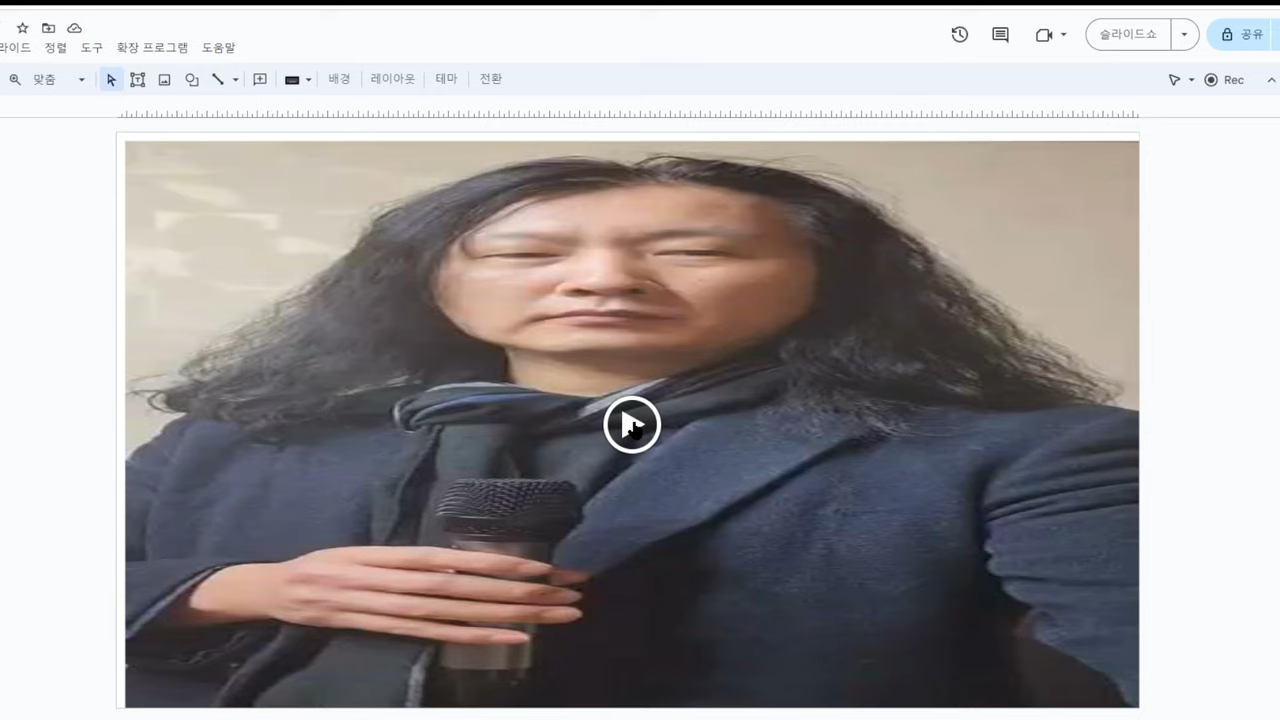 슬라이드쇼
공유
라이드 정렬 도구 확장 프로그램 도움말
맞춤 배경 레이아웃 테마 전환 Rec